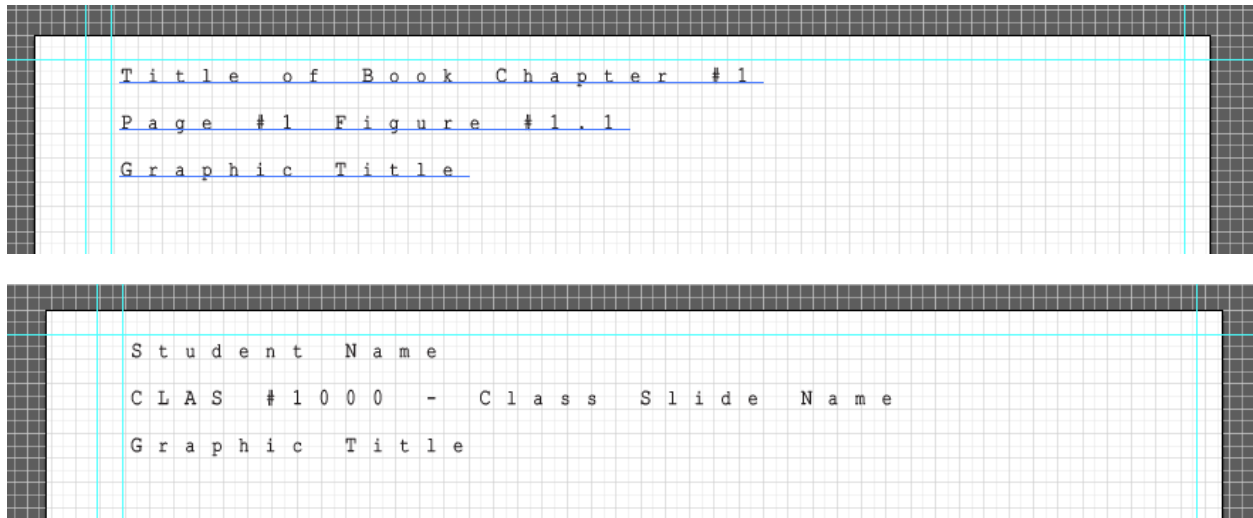 Title of Book Chapter #1
Page #1 Figure #1.1
Graphic Title
Student Name
CLAS #1000 - Class Slide Name
Graphic Title